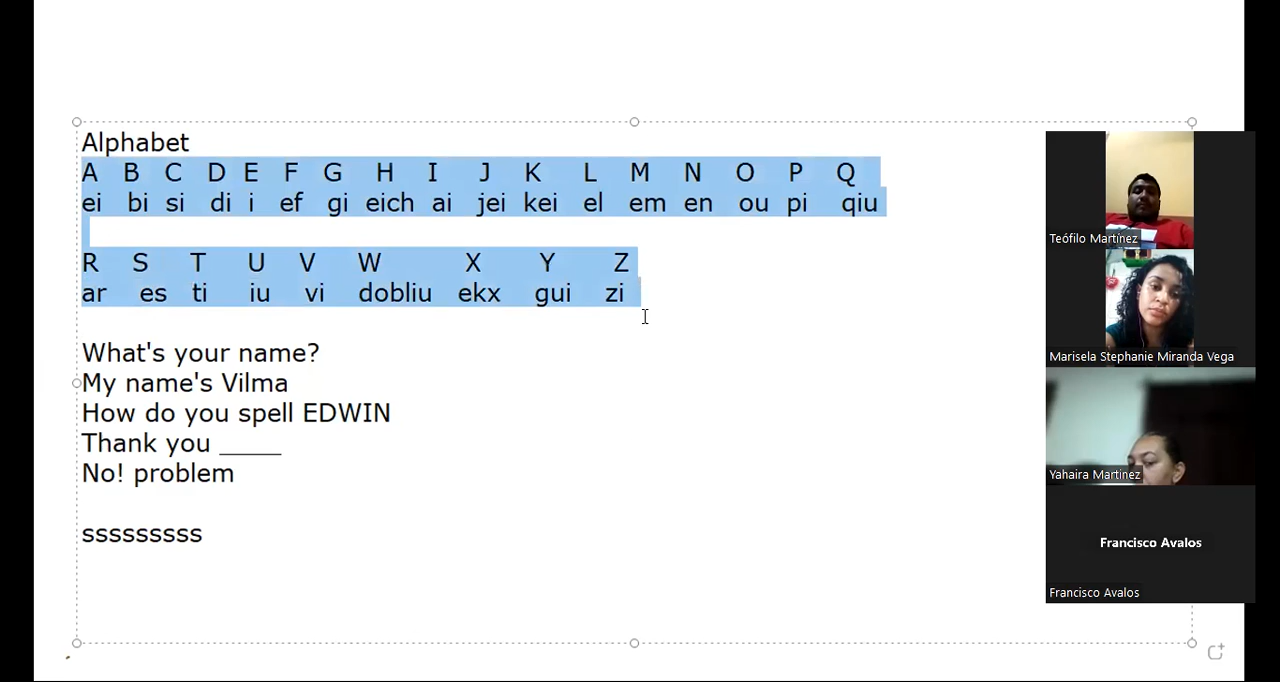 Alphabet
A B C D E F G H I J K L M N O P Q
ei bi si di i ef gi eich ai jei kei el em en ou pi qiu
R S T U V W X Y Z
ar es ti iu vi dobliu ekx gui zi
What's your name?
My name's Vilma
How do you spell EDWIN
Thank you _____
No! problem
sssssssss
Teófilo Martínez
Marisela Stephanie Miranda Vega
Yahaira Martinez
Francisco Avalos
Francisco Avalos